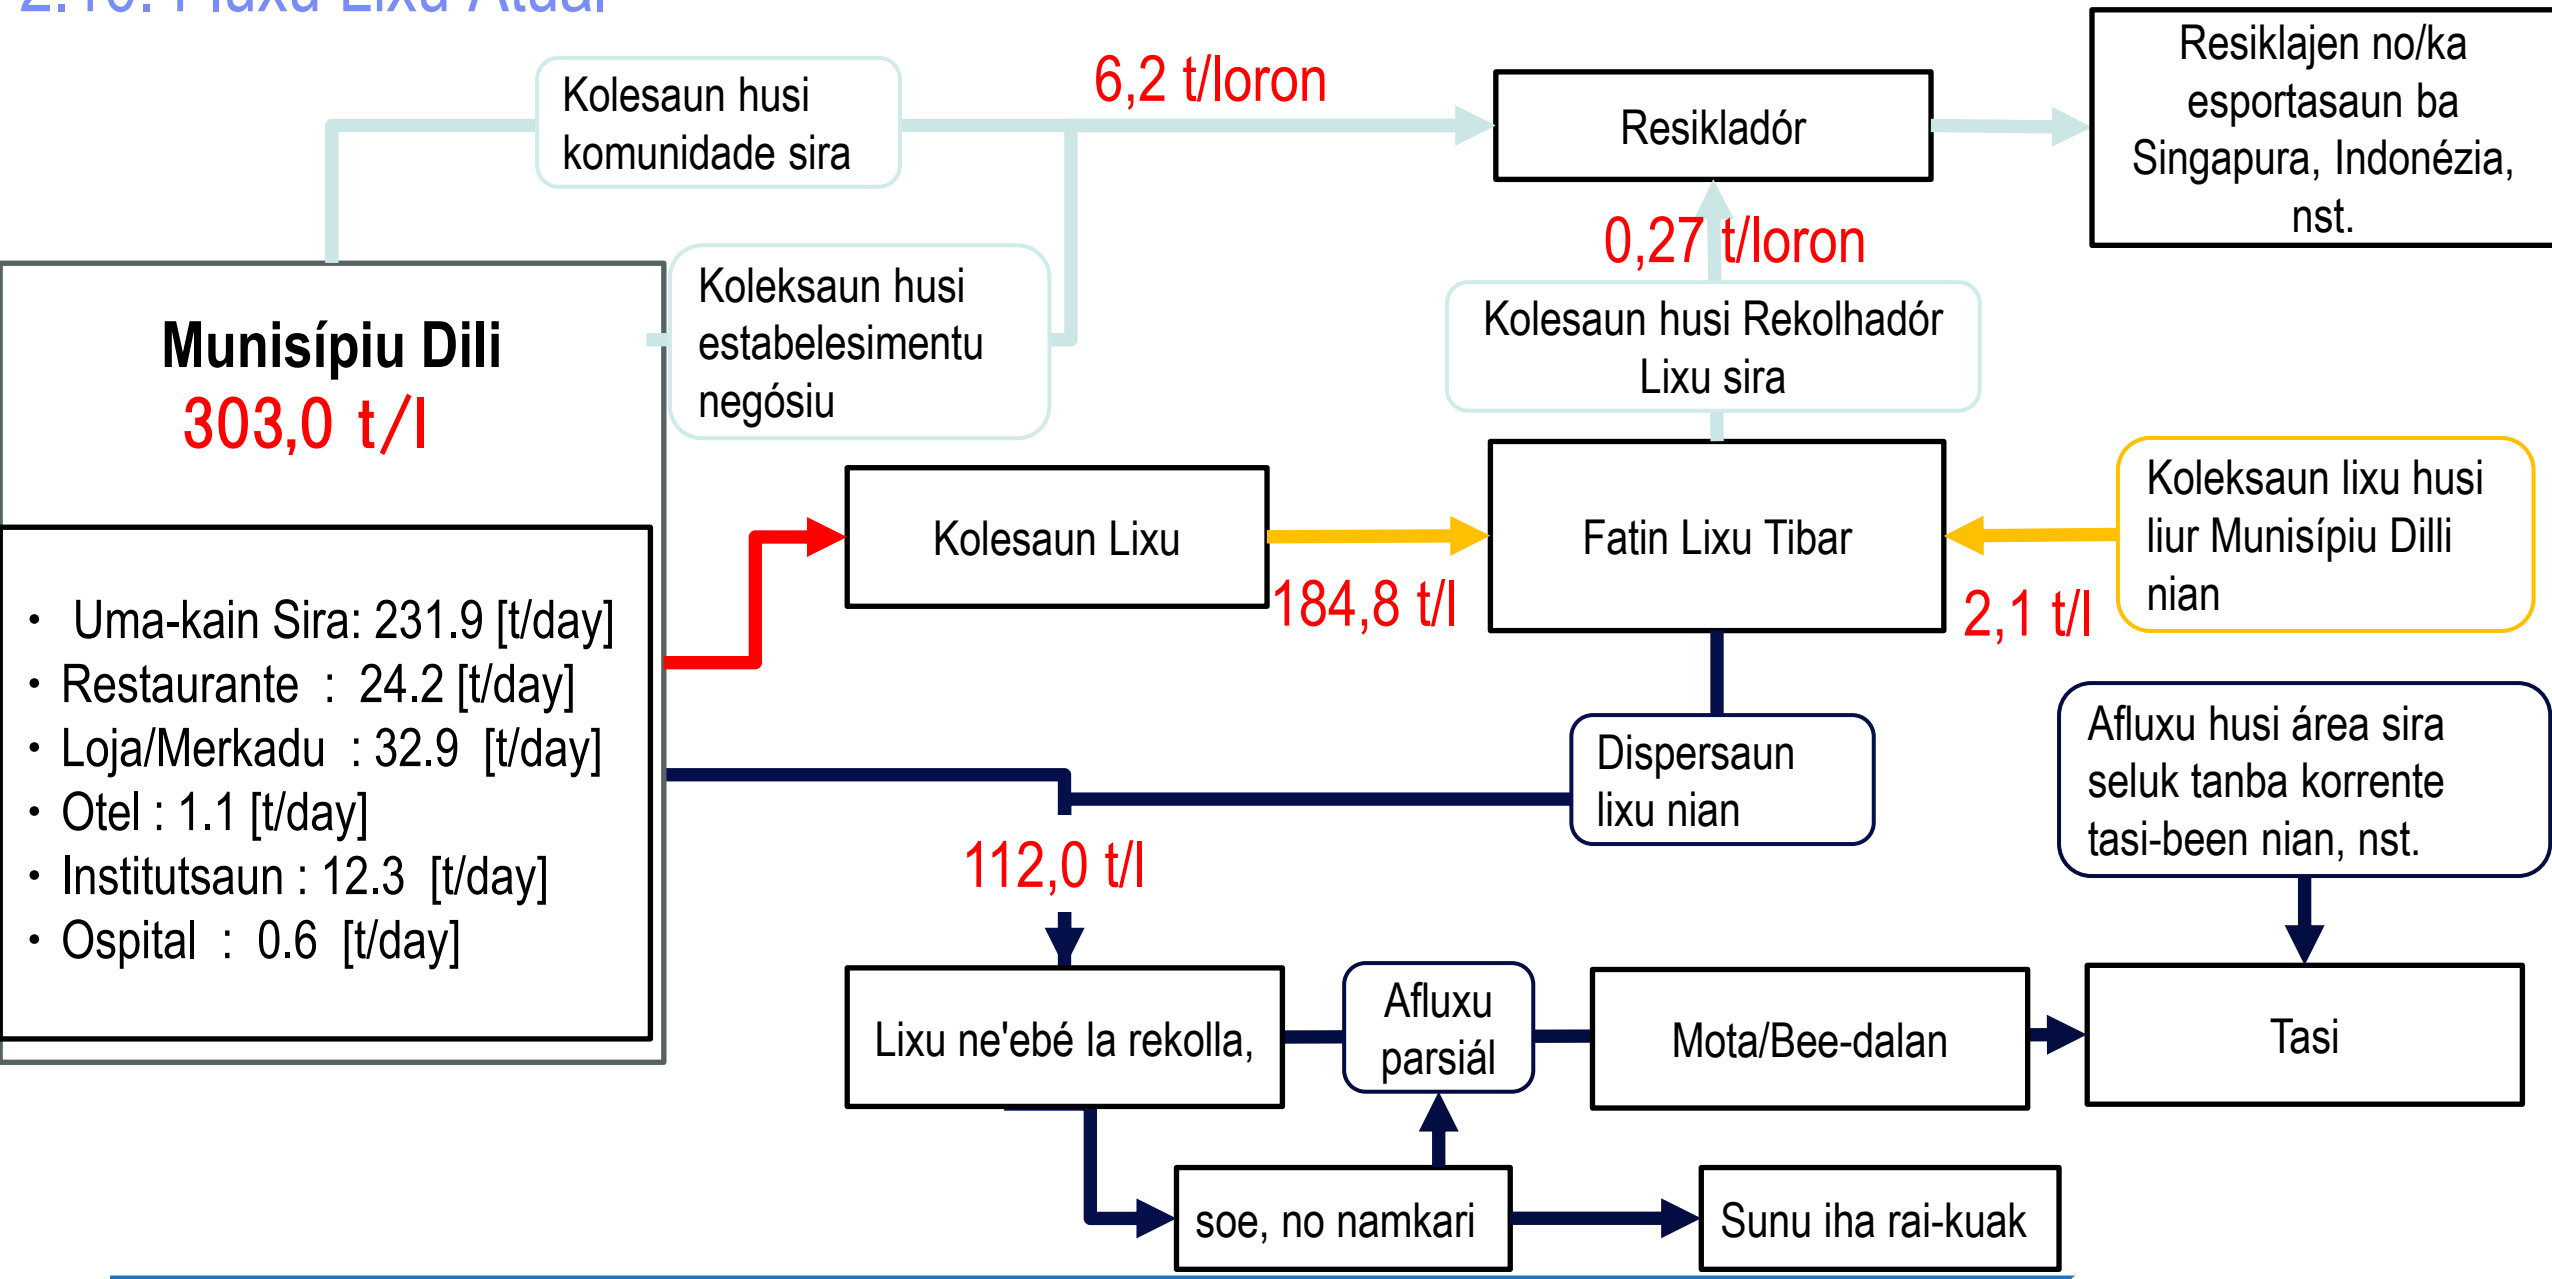 2.10. Fluxu Lixu Atual
Kolesaun husi
komunidade sira
6,2 t/loron
Resikladór
Resiklajen no/ka
esportasaun ba
Singapura, Indonézia,
nst.
0,27 t/loron
Koleksaun husi
estabelesimentu
negósiu
Kolesaun husi Rekolhadór
Lixu sira
Munisípiu Dili
303,0 t/l
Kolesaun Lixu
184,8 t/l
Fatin Lixu Tibar
2,1 t/l
Koleksaun lixu husi
liur Munisípiu Dilli
nian
・ Uma-kain Sira: 231.9 [t/day]
・Restaurante : 24.2 [t/day]
・Loja/Merkadu : 32.9 [t/day]
・Otel : 1.1 [t/day]
・Institutsaun : 12.3 [t/day]
・Ospital : 0.6 [t/day]
Dispersaun
lixu nian
Afluxu husi área sira
seluk tanba korrente
tasi-been nian, nst.
112,0 t/l
Lixu ne'ebé la rekolla,
Afluxu
parsiál
Mota/Bee-dalan
Tasi
soe, no namkari
Sunu iha rai-kuak